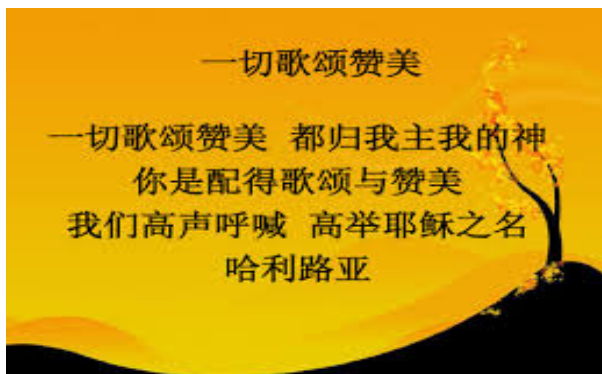 一切歌颂赞美
一切歌颂赞美 都归我主我的神
你是配得歌颂与赞美
我们高声呼喊 高举耶稣之名
哈利路亚